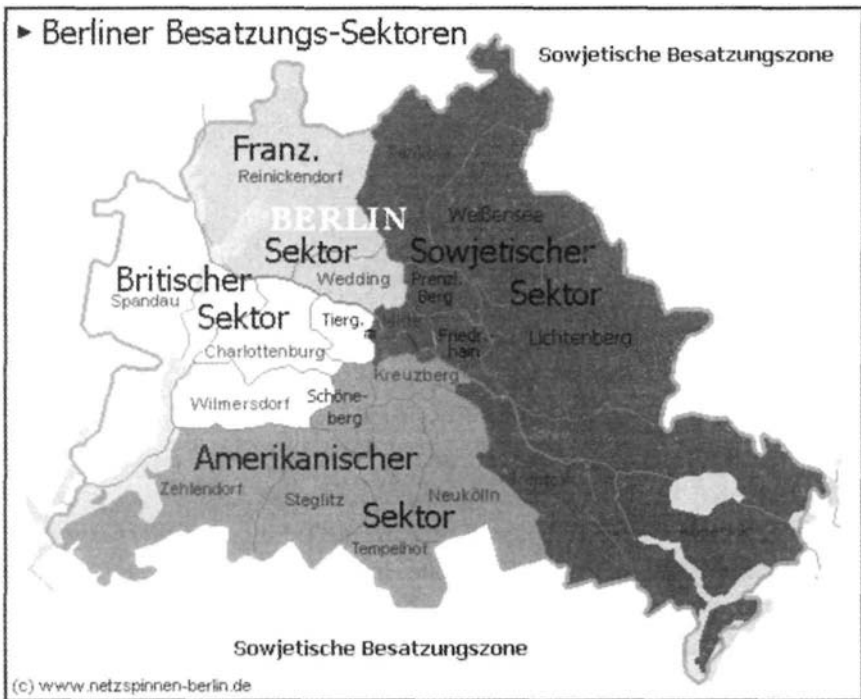 ► Berliner Besatzungs-Sektoren
Sowjetische Besatzungszone
Franz.
Reinickendorf
BERLIN
Weißensee
Sektor
Sowjetischer
Wedding
Prenzl.
Berg
Britischer
Spandau
Sektor
Sektor
Tierg.
Friedr.-
hain
Lichtenberg
Charlottenburg
Kreuzberg
Wilmersdorf
Schöne-
berg
Amerikanischer
Zehlendorf
Steglitz
Neukölln
Sektor
Tempelhof
Sowjetische Besatzungszone
(c) www.netzspinnen-berlin.de